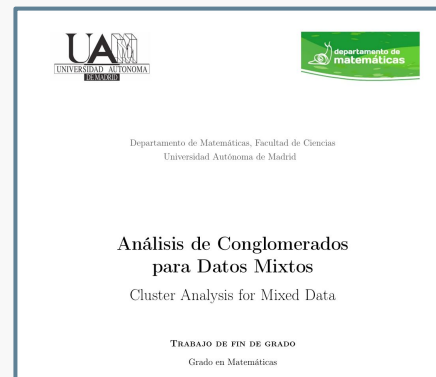 UAM
UNIVERSIDAD AUTONOMA
DE MADRID
departamento de
matemáticas
Departamento de Matemáticas, Facultad de Ciencias
Universidad Autónoma de Madrid
Análisis de Conglomerados
para Datos Mixtos
Cluster Analysis for Mixed Data
TRABAJO DE FIN DE GRADO
Grado en Matemáticas